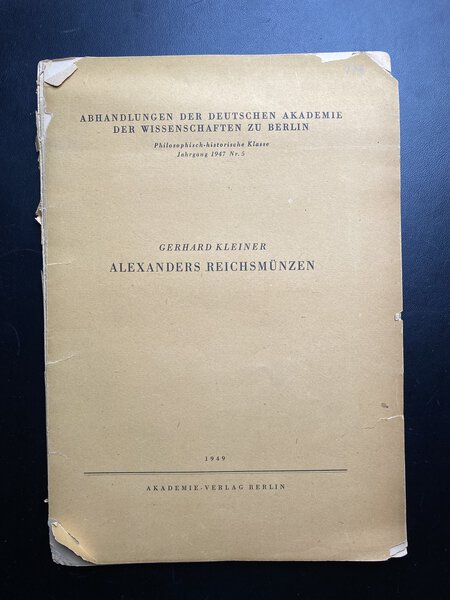 ABHANDLUNGEN DER DEUTSCHEN AKADEMIE
DER WISSENSCHAFTEN ZU BERLIN
Philosophisch-historische Klasse
Jahrgang 1947 Nr. 5
GERHARD KLEINER
ALEXANDERS REICHSMÜNZEN
1949
AKADEMIE-VERLAG BERLIN